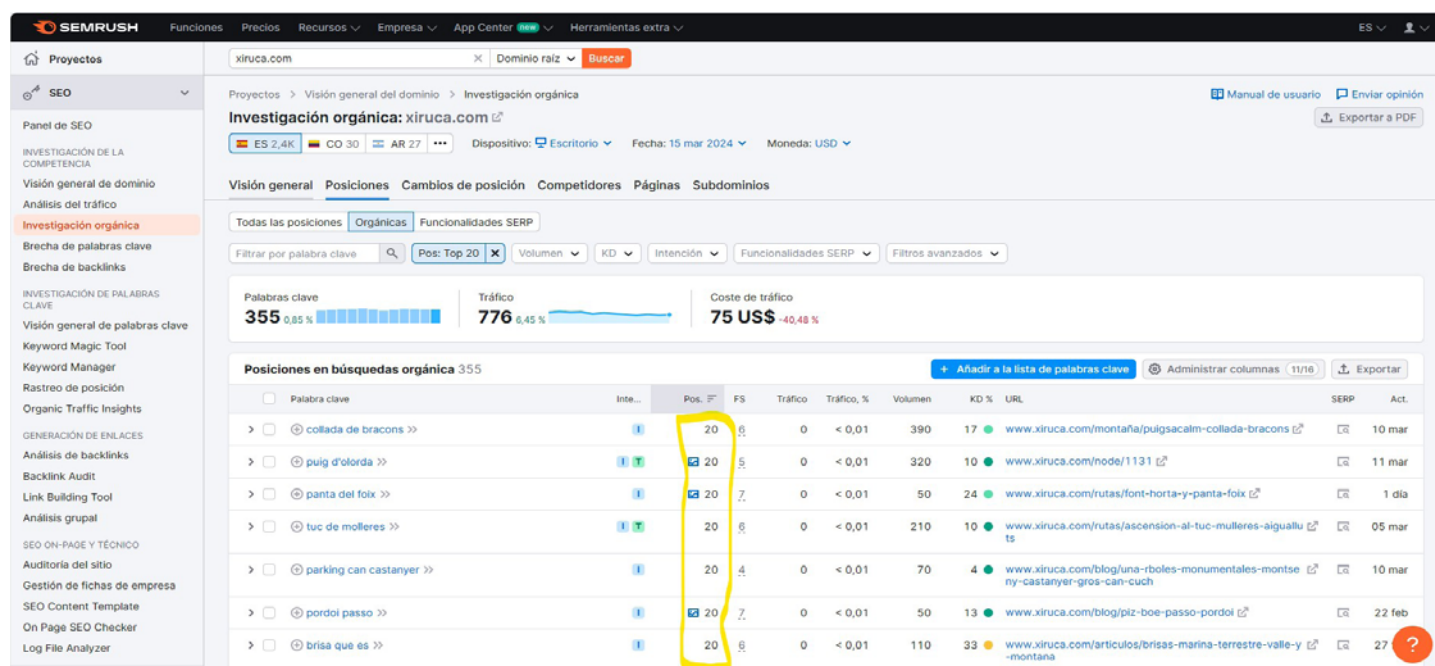 SEMRUSH Funciones Precios Recursos Empresa App Center new Herramientas extra ES
Proyectos
xiruca.com Dominio raíz Buscar
SEO
Proyectos > Visión general del dominio > Investigación orgánica Manual de usuario Enviar opinión
Investigación orgánica: xiruca.com Exportar a PDF
Panel de SEO
ES 2,4K CO 30 AR 27 ••• Dispositivo: Escritorio Fecha: 15 mar 2024 Moneda: USD
INVESTIGACIÓN DE LA
COMPETENCIA
Visión general de dominio
Análisis del tráfico
Investigación orgánica
Brecha de palabras clave
Brecha de backlinks
Visión general Posiciones Cambios de posición Competidores Páginas Subdominios
Todas las posiciones Orgánicas Funcionalidades SERP
Filtrar por palabra clave Pos: Top 20 X Volumen KD Intención Funcionalidades SERP Filtros avanzados
INVESTIGACIÓN DE PALABRAS
CLAVE
Visión general de palabras clave
Keyword Magic Tool
Keyword Manager
Rastreo de posición
Organic Traffic Insights
Palabras clave Tráfico Coste de tráfico
355 0,85 % 776 6,45 % 75 US$ -40,48 %
Posiciones en búsquedas orgánica 355 + Añadir a la lista de palabras clave Administrar columnas 11/16 Exportar
Palabra clave Inte... Pos. FS Tráfico Tráfico, % Volumen KD % URL SERP Act.
collada de bracons >> I 20 6 0 < 0,01 390 17 www.xiruca.com/montaña/puigsacalm-collada-bracons 10 mar
puig d'olorda >> I T 20 5 0 < 0,01 320 10 www.xiruca.com/node/1131 11 mar
panta del foix >> I 20 7 0 < 0,01 50 24 www.xiruca.com/rutas/font-horta-y-panta-foix 1 día
tuc de molleres >> I T 20 6 0 < 0,01 210 10 www.xiruca.com/rutas/ascension-al-tuc-mulleres-aiguallu
ts 05 mar
parking can castanyer >> I 20 4 0 < 0,01 70 4 www.xiruca.com/blog/una-rboles-monumentales-montse
ny-castanyer-gros-can-cuch 10 mar
pordoi passo >> I 20 7 0 < 0,01 50 13 www.xiruca.com/blog/piz-boe-passo-pordoi 22 feb
brisa que es >> I 20 6 0 < 0,01 110 33 www.xiruca.com/articulos/brisas-marina-terrestre-valle-y
-montana 27 ?
GENERACIÓN DE ENLACES
Análisis de backlinks
Backlink Audit
Link Building Tool
Análisis grupal
SEO ON-PAGE Y TÉCNICO
Auditoría del sitio
Gestión de fichas de empresa
SEO Content Template
On Page SEO Checker
Log File Analyzer